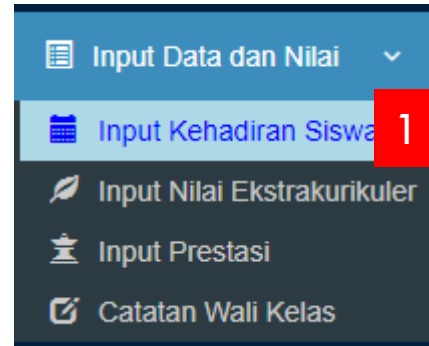 Input Data dan Nilai
Input Kehadiran Siswa 1
Input Nilai Ekstrakurikuler
Input Prestasi
Catatan Wali Kelas